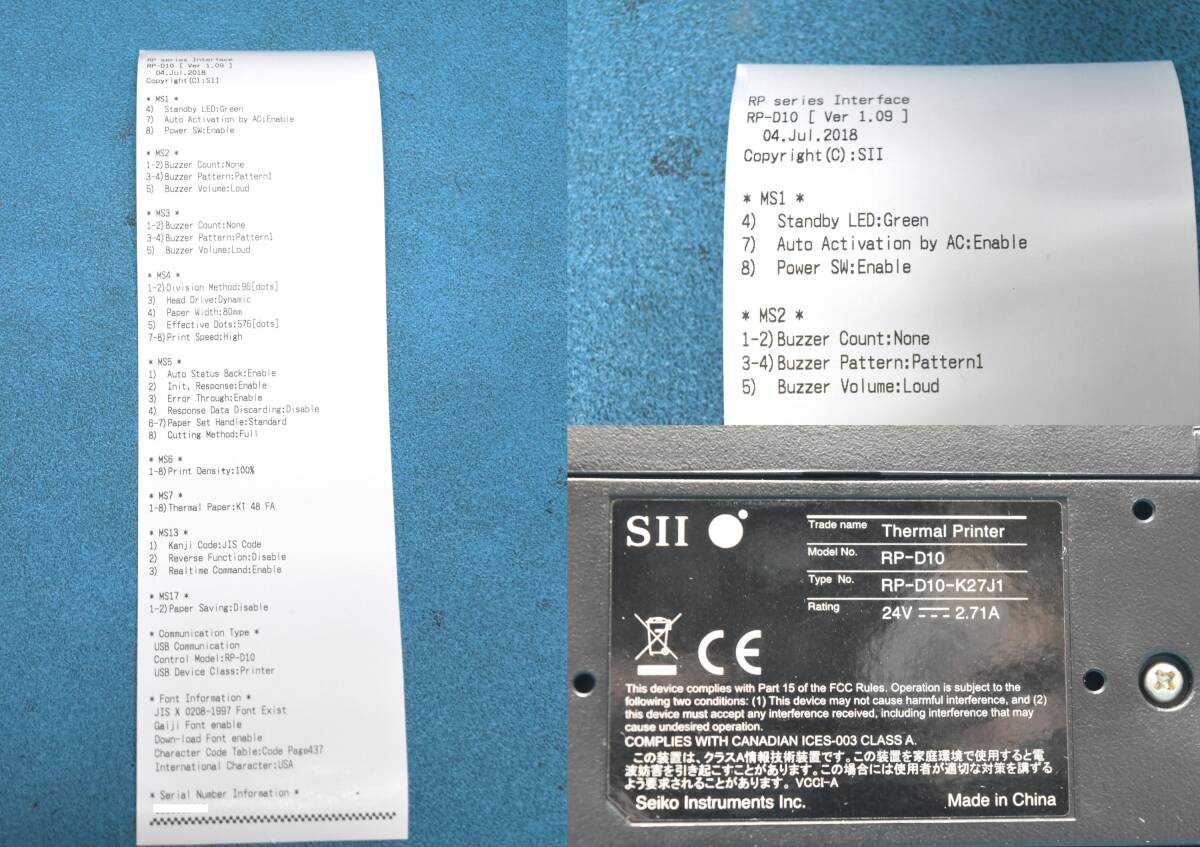 RP series Interface
RP-D10 [ Ver 1.09 ]
04.Jul.2018
Copyright(C):SII
* MS1 *
4) Standby LED:Green
7) Auto Activation by AC:Enable
8) Power SW:Enable
* MS2 *
1-2)Buzzer Count:None
3-4)Buzzer Pattern:Pattern1
5) Buzzer Volume:Loud
* MS3 *
1-2)Buzzer Count:None
3-4)Buzzer Pattern:Pattern1
5) Buzzer Volume:Loud
* MS4 *
1-2)Division Method:96[dots]
3) Head Drive:Dynamic
4) Paper Width:80mm
5) Effective Dots:576[dots]
7-8)Print Speed:High
* MS5 *
1) Auto Status Back:Enable
2) Init. Response:Enable
3) Error Through:Enable
4) Response Data Discarding:Disable
6-7)Paper Set Handle:Standard
8) Cutting Method:Full
* MS6 *
1-8)Print Density:100%
* MS7 *
1-8)Thermal Paper:KT 48 FA
* MS13 *
1) Kanji Code:JIS Code
2) Reverse Function:Disable
3) Realtime Command:Enable
* MS17 *
1-2)Paper Saving:Disable
* Communication Type *
USB Communication
Control Model:RP-D10
USB Device Class:Printer
* Font Information *
JIS X 0208-1997 Font Exist
Gaiji Font enable
Down-load Font enable
Character Code Table:Code Page437
International Character:USA
* Serial Number Information *
RP series Interface
RP-D10 [ Ver 1.09 ]
04.Jul.2018
Copyright(C):SII
* MS1 *
4) Standby LED:Green
7) Auto Activation by AC:Enable
8) Power SW:Enable
* MS2 *
1-2)Buzzer Count:None
3-4)Buzzer Pattern:Pattern1
5) Buzzer Volume:Loud
SII
Trade name Thermal Printer
Model No. RP-D10
Type No. RP-D10-K27J1
Rating 24V ⎓ 2.71A
CE
This device complies with Part 15 of the FCC Rules. Operation is subject to the
following two conditions: (1) This device may not cause harmful interference, and (2)
this device must accept any interference received, including interference that may
cause undesired operation.
COMPLIES WITH CANADIAN ICES-003 CLASS A.
この装置は、クラスA情報技術装置です。この装置を家庭環境で使用すると電
波妨害を引き起こすことがあります。この場合には使用者が適切な対策を講ずる
よう要求されることがあります。 VCCI-A
Seiko Instruments Inc. Made in China